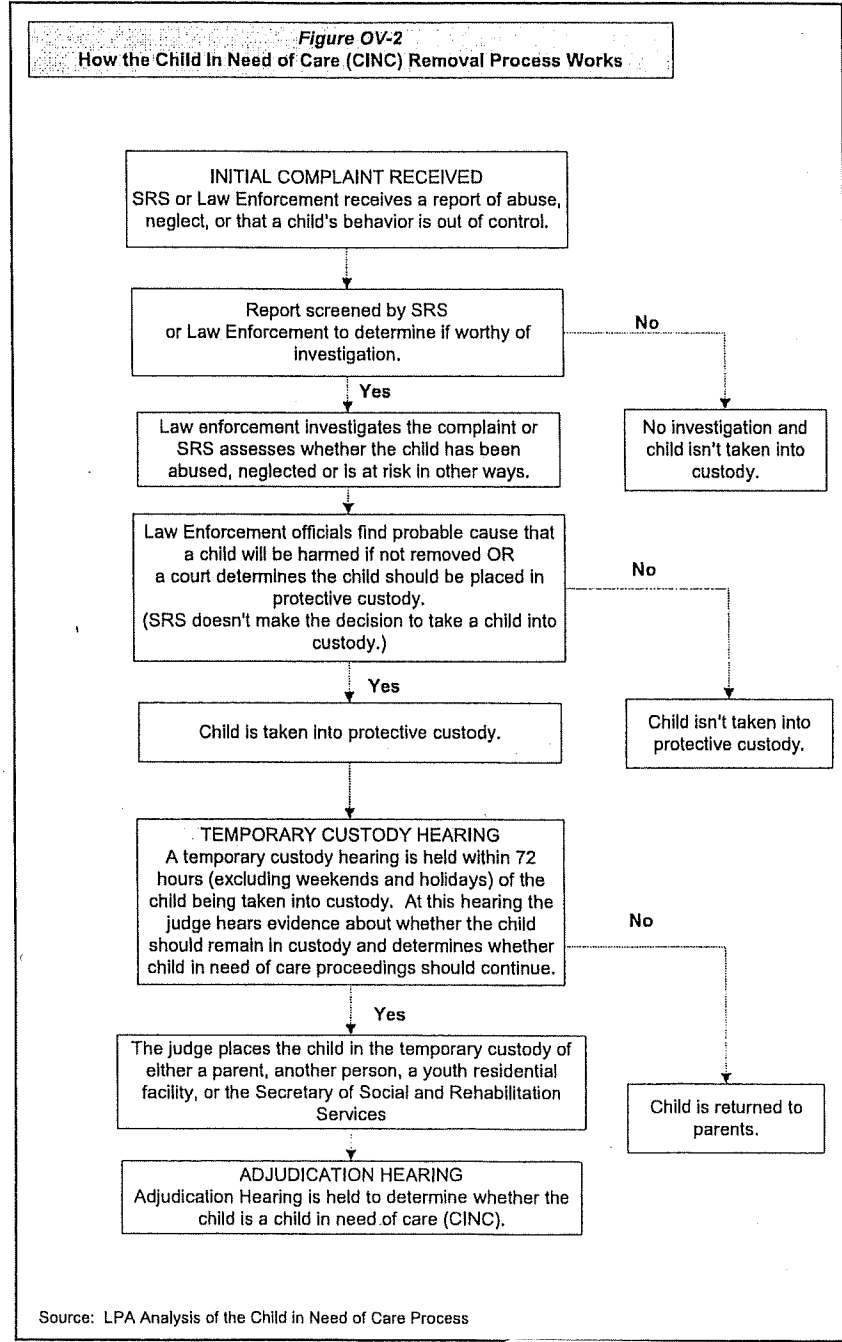 Figure OV-2
How the Child In Need of Care (CINC) Removal Process Works
INITIAL COMPLAINT RECEIVED
SRS or Law Enforcement receives a report of abuse,
neglect, or that a child's behavior is out of control.
Report screened by SRS
or Law Enforcement to determine if worthy of
investigation.
No
Yes
Law enforcement investigates the complaint or
SRS assesses whether the child has been
abused, neglected or is at risk in other ways.
No investigation and
child isn't taken into
custody.
Law Enforcement officials find probable cause that
a child will be harmed if not removed OR
a court determines the child should be placed in
protective custody.
(SRS doesn't make the decision to take a child into
custody.)
No
Yes
Child is taken into protective custody.
Child isn't taken into
protective custody.
TEMPORARY CUSTODY HEARING
A temporary custody hearing is held within 72
hours (excluding weekends and holidays) of the
child being taken into custody. At this hearing the
judge hears evidence about whether the child
should remain in custody and determines whether
child in need of care proceedings should continue.
No
Yes
The judge places the child in the temporary custody of
either a parent, another person, a youth residential
facility, or the Secretary of Social and Rehabilitation
Services
Child is returned to
parents.
ADJUDICATION HEARING
Adjudication Hearing is held to determine whether the
child is a child in need of care (CINC).
Source: LPA Analysis of the Child in Need of Care Process